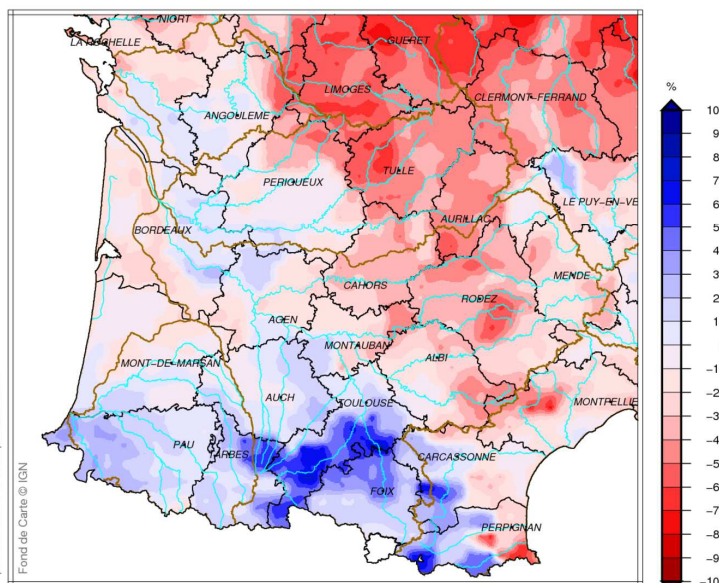 NIORT
LA ROCHELLE
GUERET
LIMOGES
CLERMONT-FERRAND
ANGOULEME
TULLE
PERIGUEUX
LE PUY-EN-VE
AURILLAC
BORDEAUX
MENDE
CAHORS
RODEZ
AGEN
MONTAUBAN
ALBI
MONT-DE-MARSAN
AUCH
TOULOUSE
MONTPELLIE
PAU
TARBES
CARCASSONNE
FOIX
PERPIGNAN
Fond de Carte © IGN
%
10
9
8
7
6
5
4
3
2
1
-1
-2
-3
-4
-5
-6
-7
-8
-9
-10